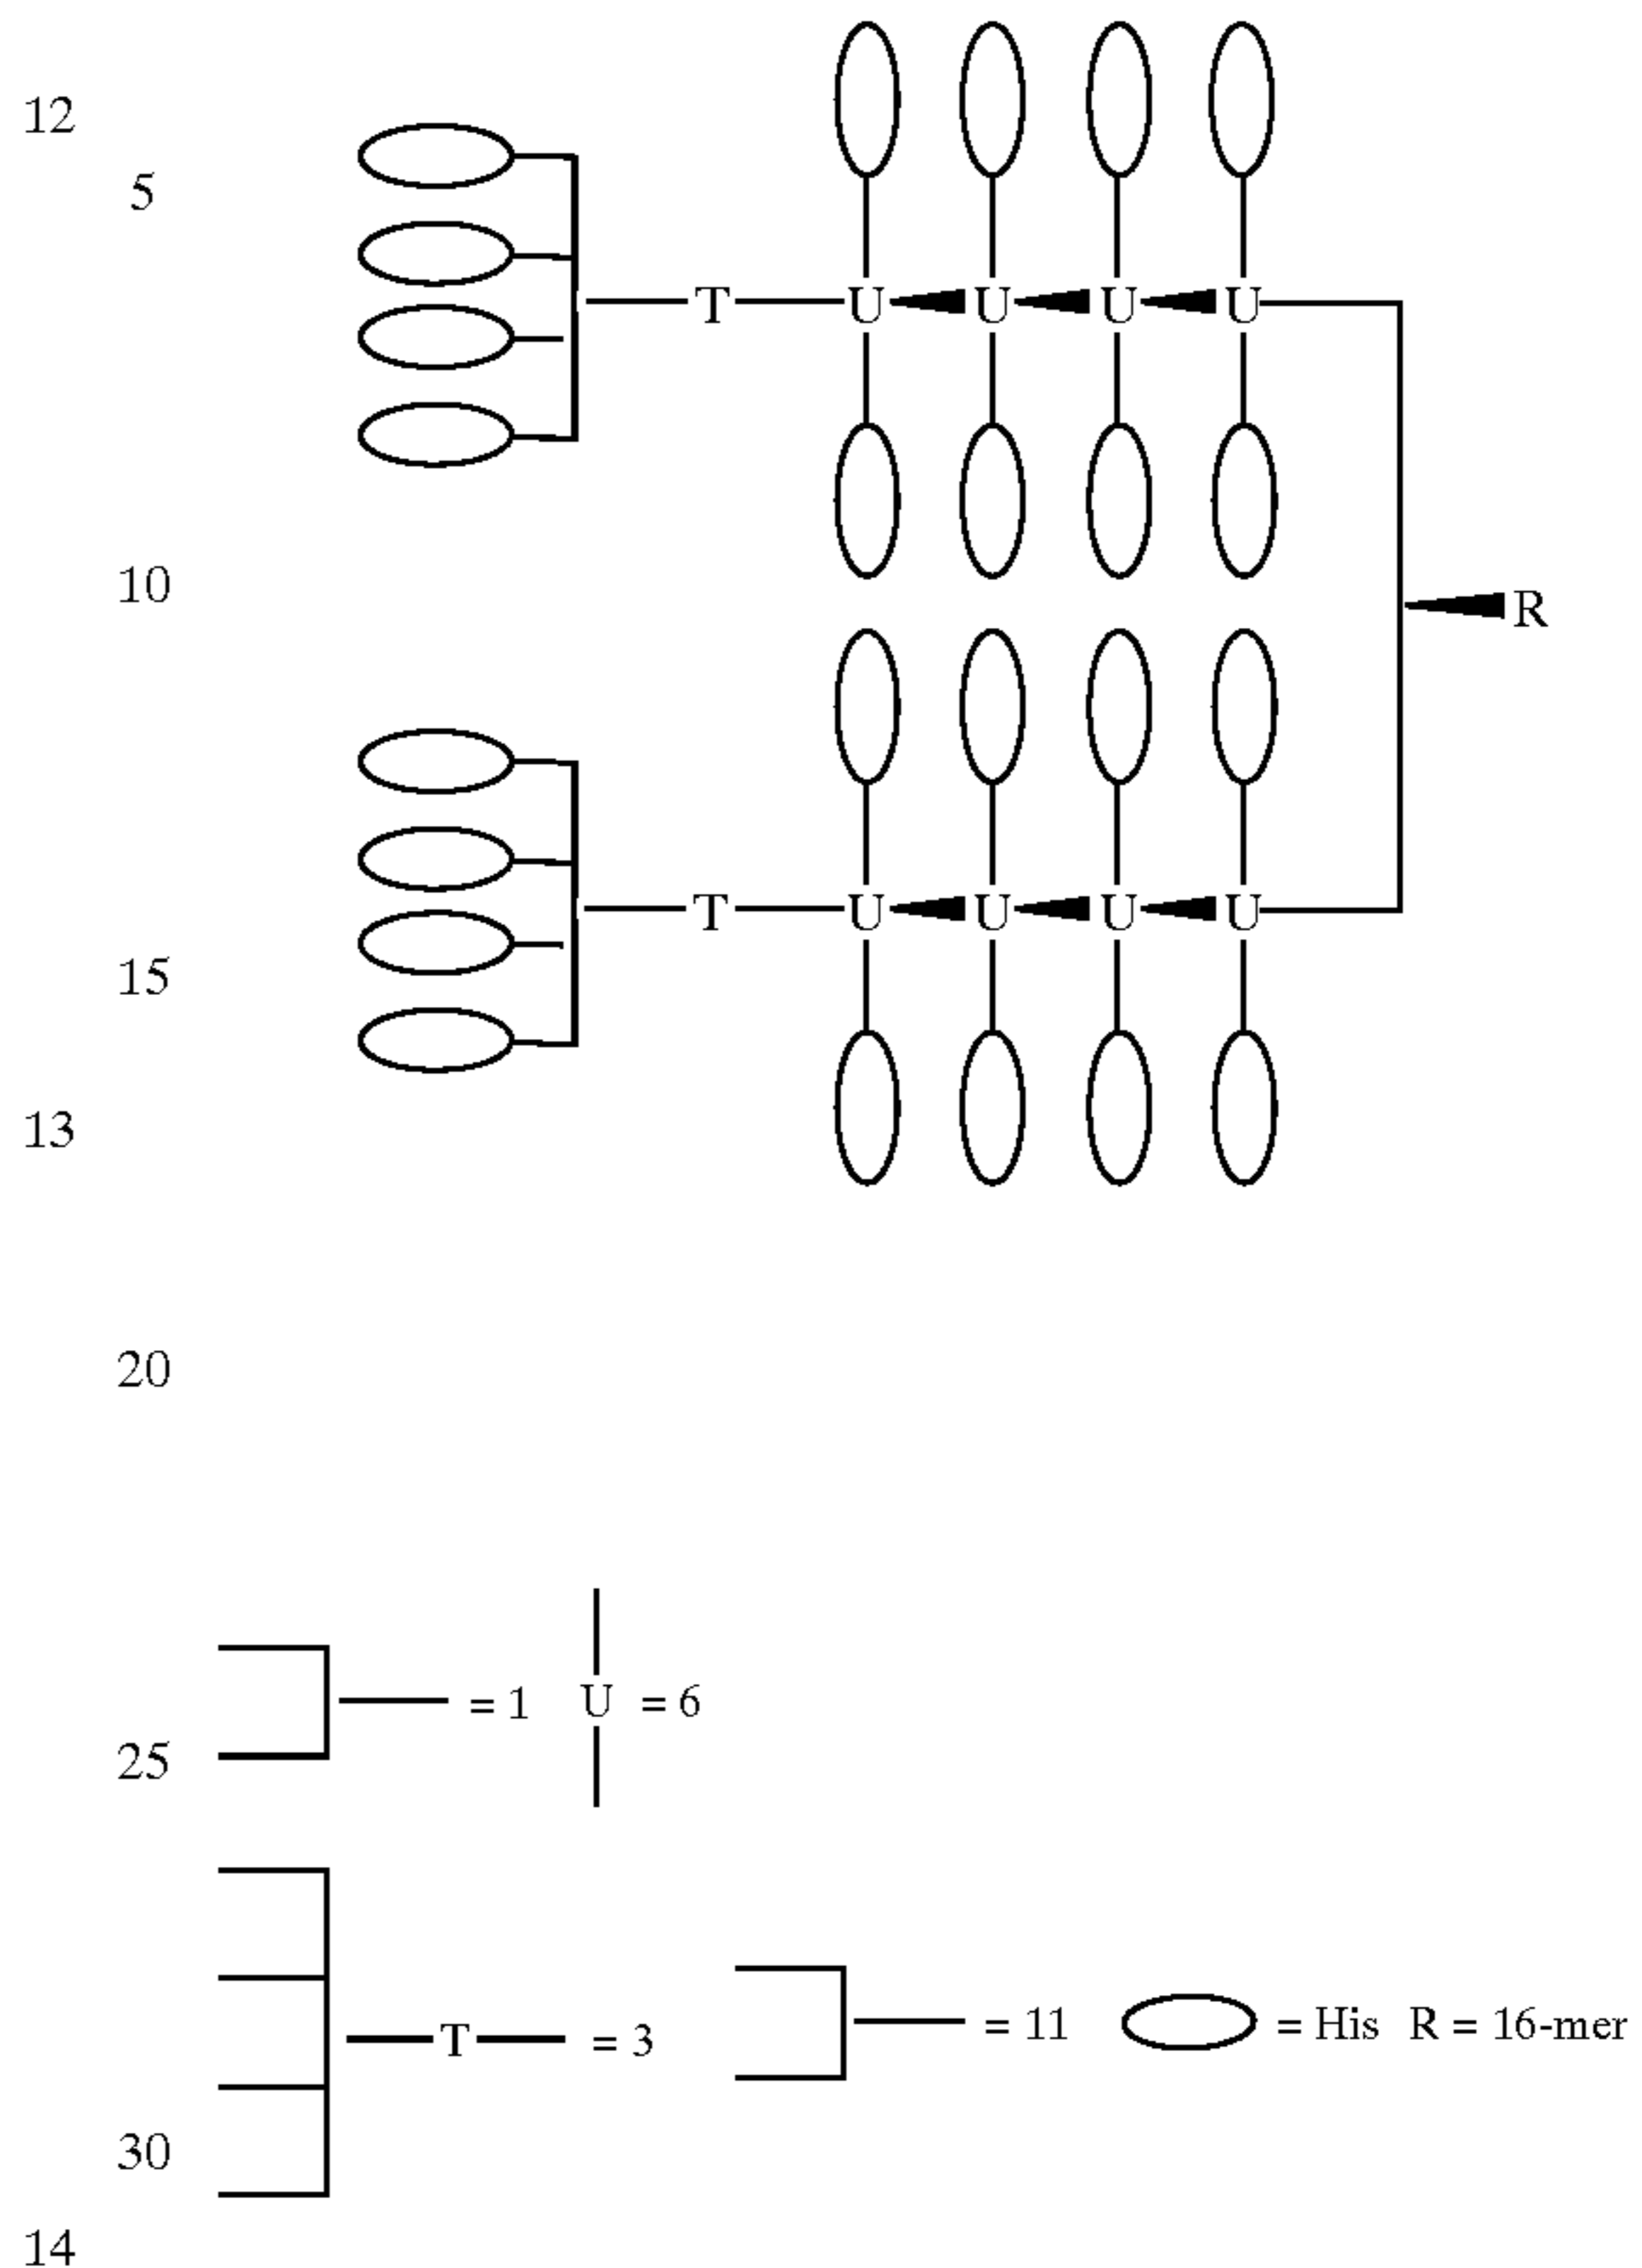 12
5
T U U U U
10
R
T U U U U
15
13
20
= 1 U = 6
25
T = 3 = 11 = His R = 16-mer
30
14